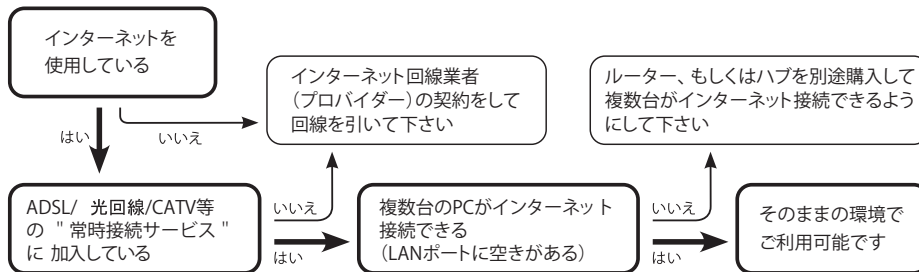 インターネットを
使用している
はい
いいえ
インターネット回線業者
（プロバイダー）の契約をして
回線を引いて下さい
ルーター、もしくはハブを別途購入して
複数台がインターネット接続できるよう
にして下さい
ADSL/ 光回線/CATV等
の "常時接続サービス"
に 加入している
いいえ
はい
複数台のPCがインターネット
接続できる
（LANポートに空きがある）
いいえ
はい
そのままの環境で
ご利用可能です